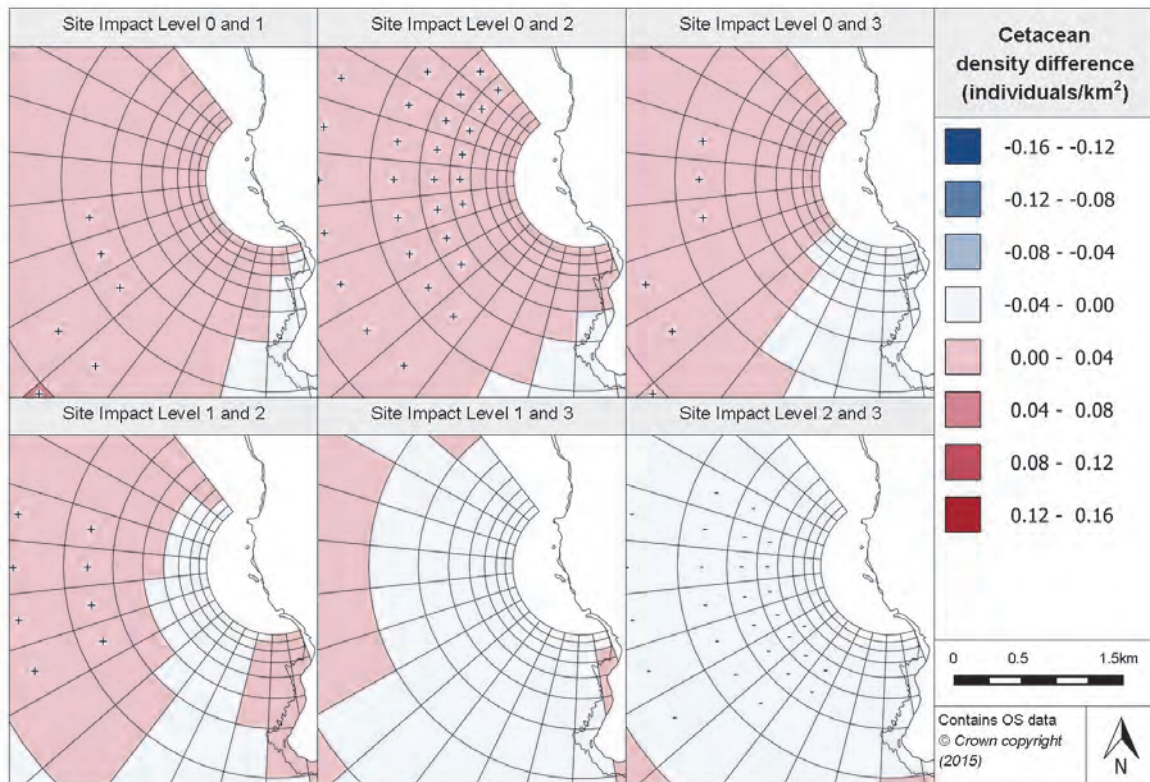 Site Impact Level 0 and 1
Site Impact Level 0 and 2
Site Impact Level 0 and 3
Site Impact Level 1 and 2
Site Impact Level 1 and 3
Site Impact Level 2 and 3
Cetacean
density difference
(individuals/km²)
-0.16 - -0.12
-0.12 - -0.08
-0.08 - -0.04
-0.04 - 0.00
0.00 - 0.04
0.04 - 0.08
0.08 - 0.12
0.12 - 0.16
0 0.5 1.5km
Contains OS data
© Crown copyright
(2015)
N